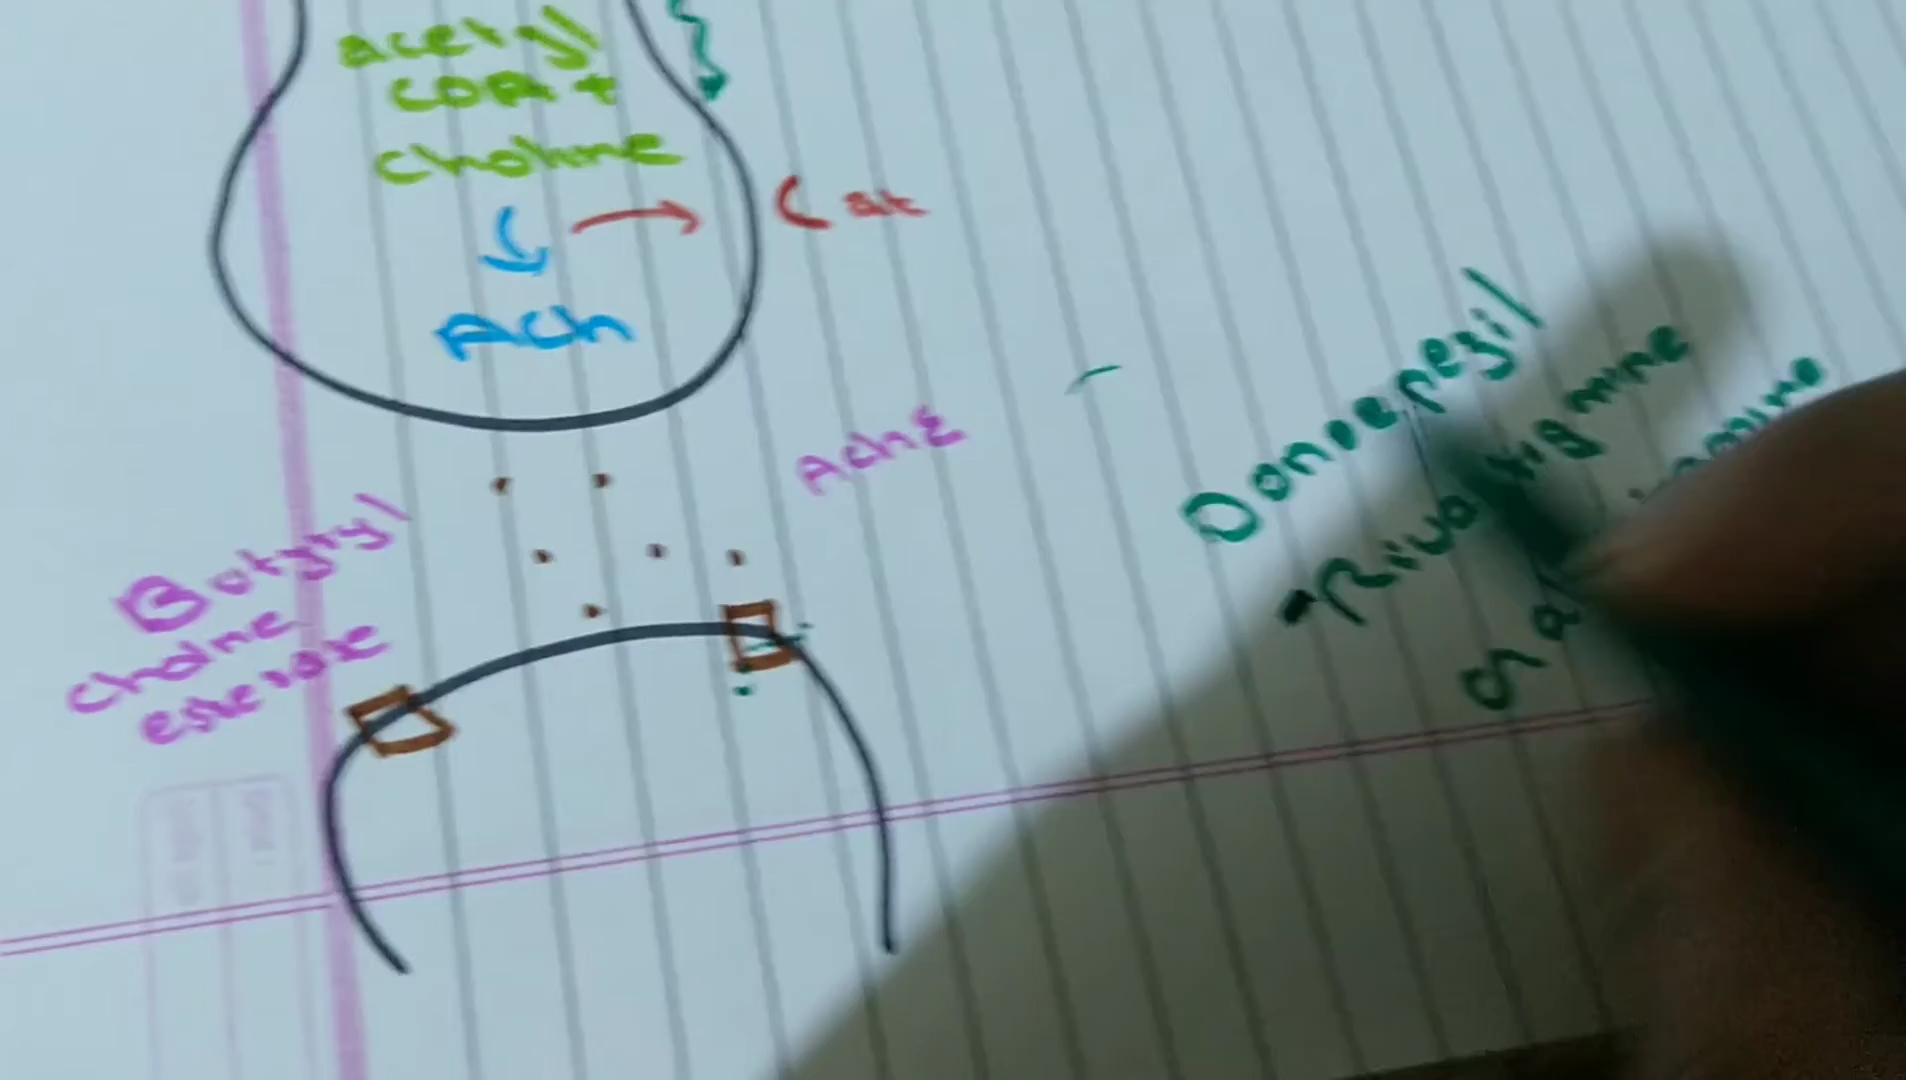 acetyl
COA +
choline
Cat
ACh
AChE
Butyryl
choline
esterase
Donepezil
Rivastigmine